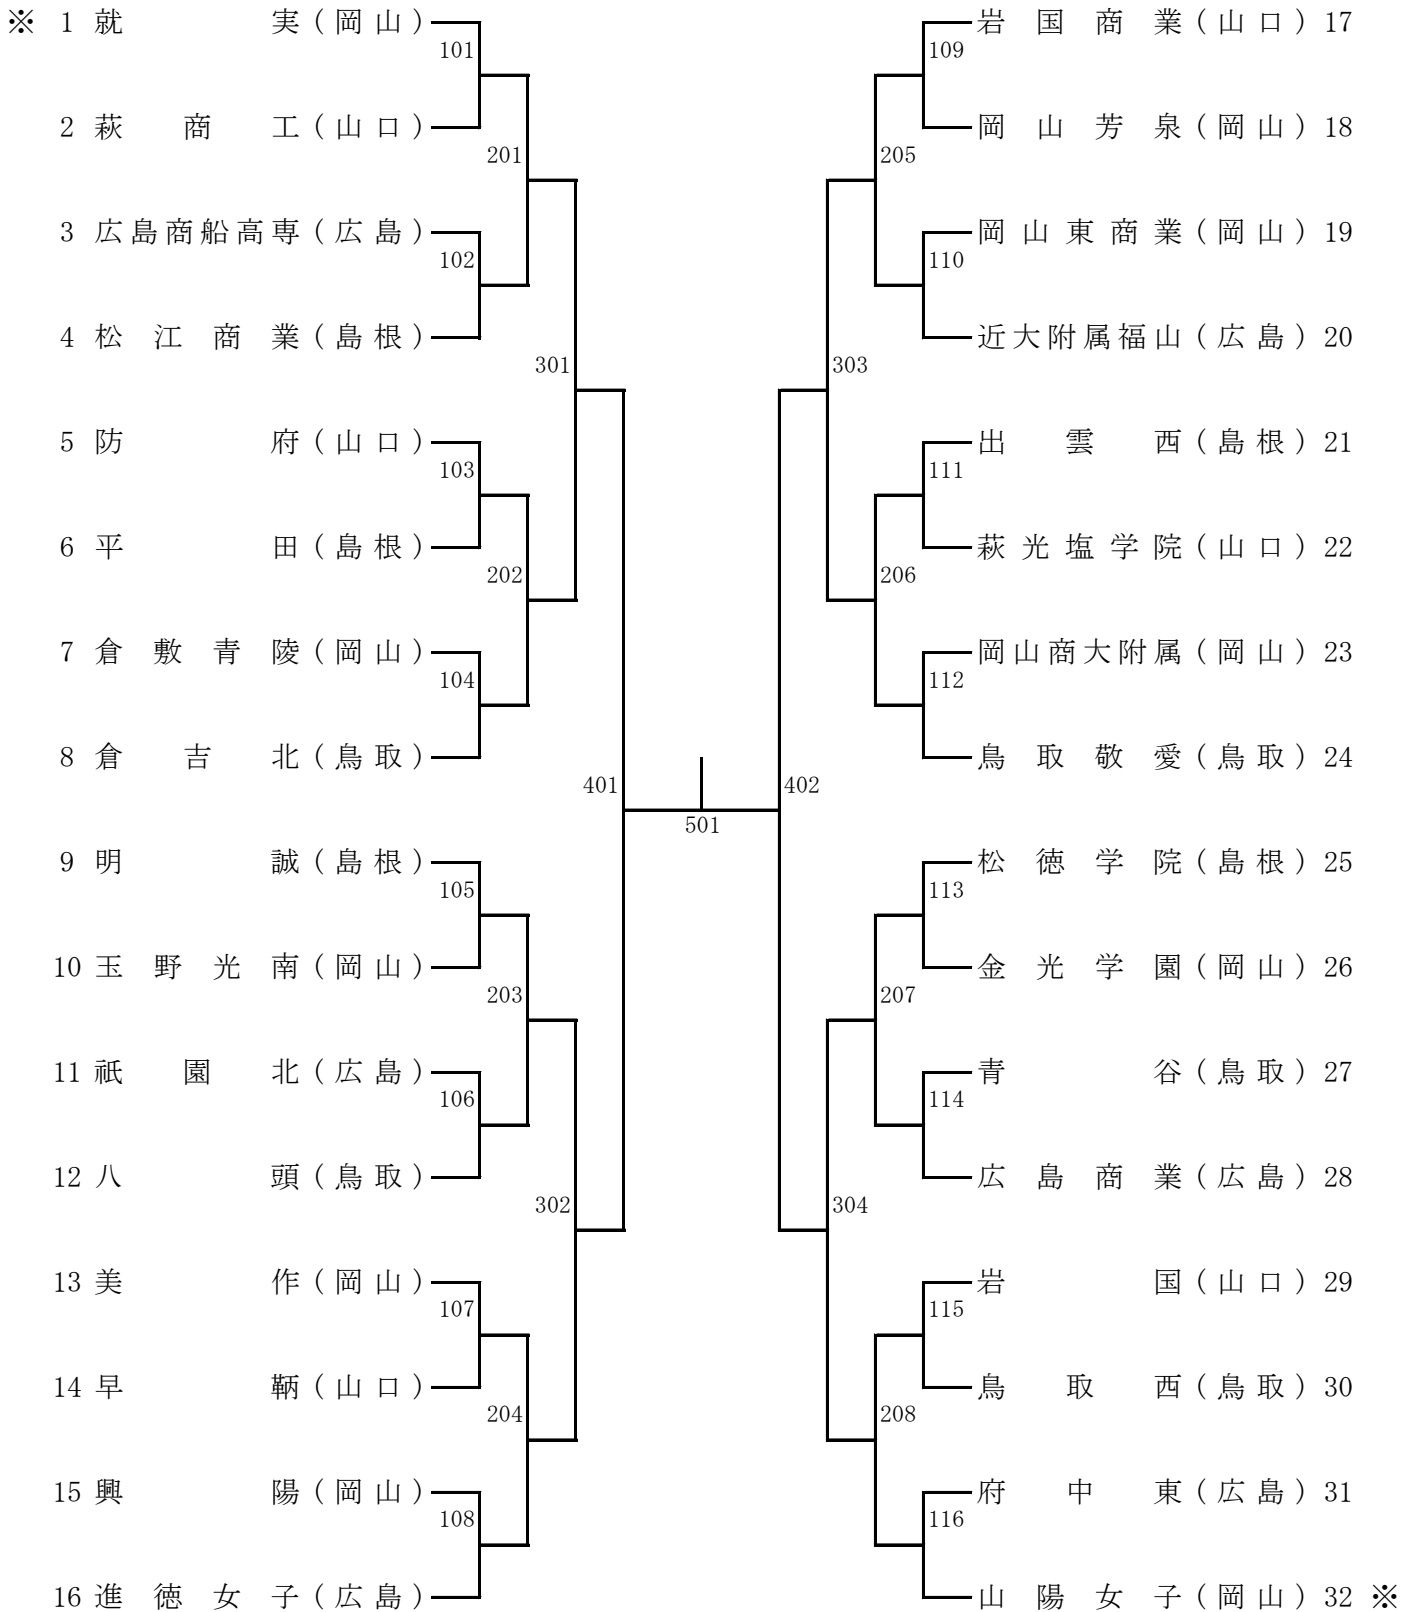 ※ 1 就実(岡山) 岩国商業(山口) 17
101 109
2 萩商工(山口) 岡山芳泉(岡山) 18
201 205
3 広島商船高専(広島) 岡山東商業(岡山) 19
102 110
4 松江商業(島根) 近大附属福山(広島) 20
301 303
5 防府(山口) 出雲西(島根) 21
103 111
6 平田(島根) 萩光塩学院(山口) 22
202 206
7 倉敷青陵(岡山) 岡山商大附属(岡山) 23
104 112
8 倉吉北(鳥取) 鳥取敬愛(鳥取) 24
401 402
501
9 明誠(島根) 松徳学院(島根) 25
105 113
10 玉野光南(岡山) 金光学園(岡山) 26
203 207
11 祇園北(広島) 青谷(鳥取) 27
106 114
12 八頭(鳥取) 広島商業(広島) 28
302 304
13 美作(岡山) 岩国(山口) 29
107 115
14 早鞆(山口) 鳥取西(鳥取) 30
204 208
15 興陽(岡山) 府中東(広島) 31
108 116
16 進徳女子(広島) 山陽女子(岡山) 32 ※